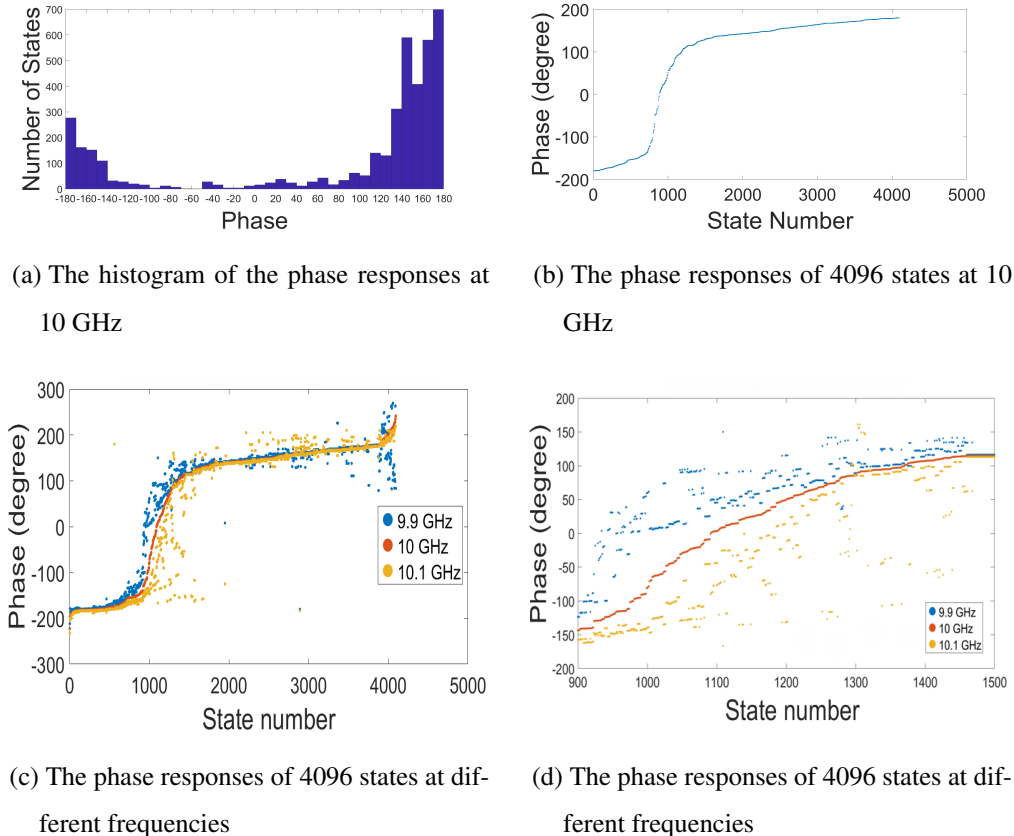 700
600
500
400
300
200
100
0
Number of States
-180 -160 -140 -120 -100 -80 -60 -40 -20 0 20 40 60 80 100 120 140 160 180
Phase
200
100
0
-100
-200
Phase (degree)
0 1000 2000 3000 4000 5000
State Number
(a) The histogram of the phase responses at
10 GHz
(b) The phase responses of 4096 states at 10
GHz
300
200
100
0
-100
-200
-300
Phase (degree)
9.9 GHz
10 GHz
10.1 GHz
0 1000 2000 3000 4000 5000
State number
200
150
100
50
0
-50
-100
-150
-200
Phase (degree)
9.9 GHz
10 GHz
10.1 GHz
900 1000 1100 1200 1300 1400 1500
State number
(c) The phase responses of 4096 states at dif-
ferent frequencies
(d) The phase responses of 4096 states at dif-
ferent frequencies